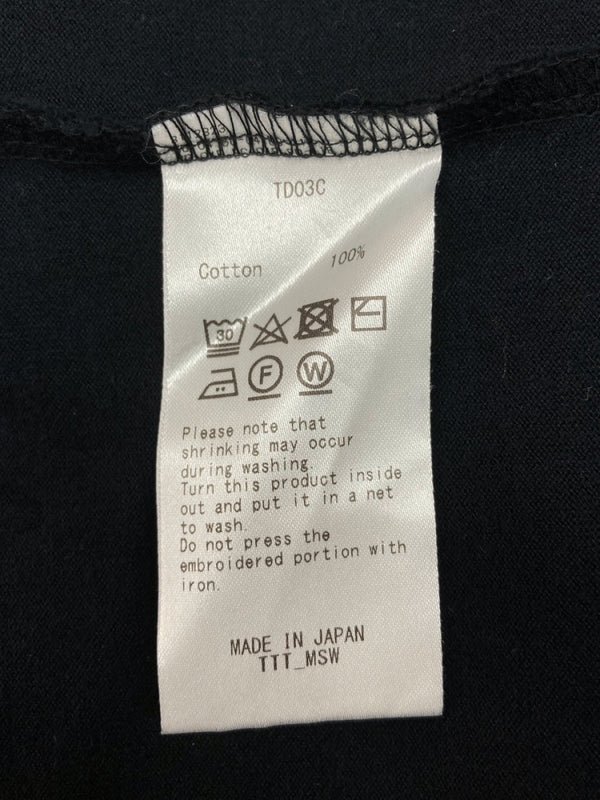 TD03C
Cotton 100%
30
F W
Please note that
shrinking may occur
during washing.
Turn this product inside
out and put it in a net
to wash.
Do not press the
embroidered portion with
iron.
MADE IN JAPAN
TTT_MSW